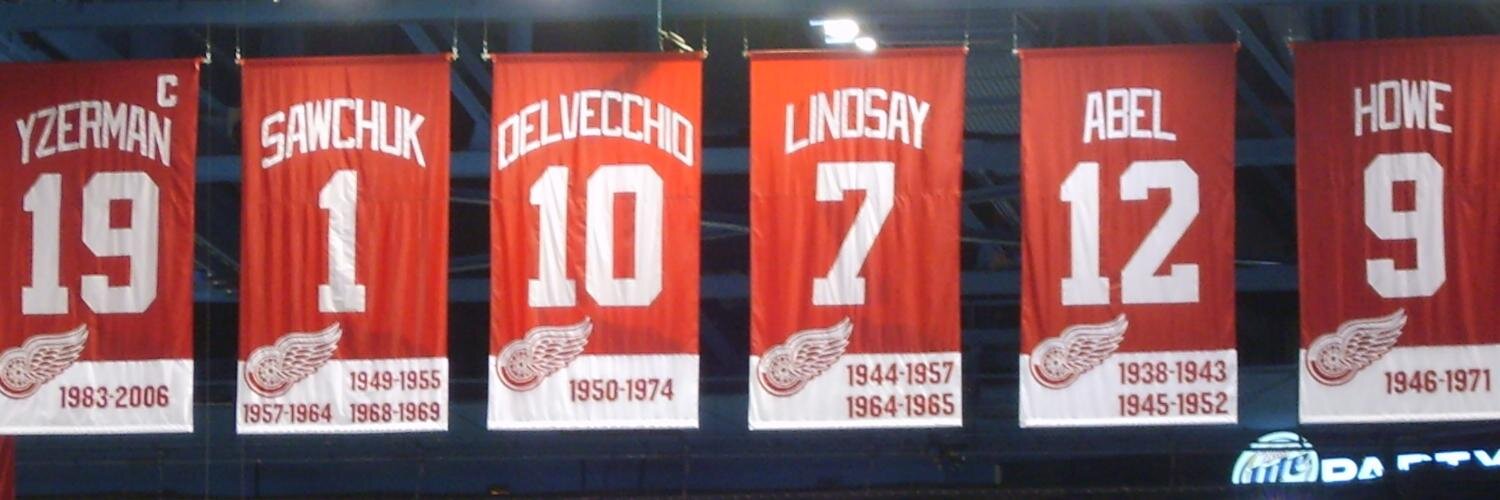 C
YZERMAN
19
1983-2006
SAWCHUK
1
1949-1955
1957-1964 1968-1969
DELVECCHIO
10
1950-1974
LINDSAY
7
1944-1957
1964-1965
ABEL
12
1938-1943
1945-1952
HOWE
9
1946-1971
PARTY